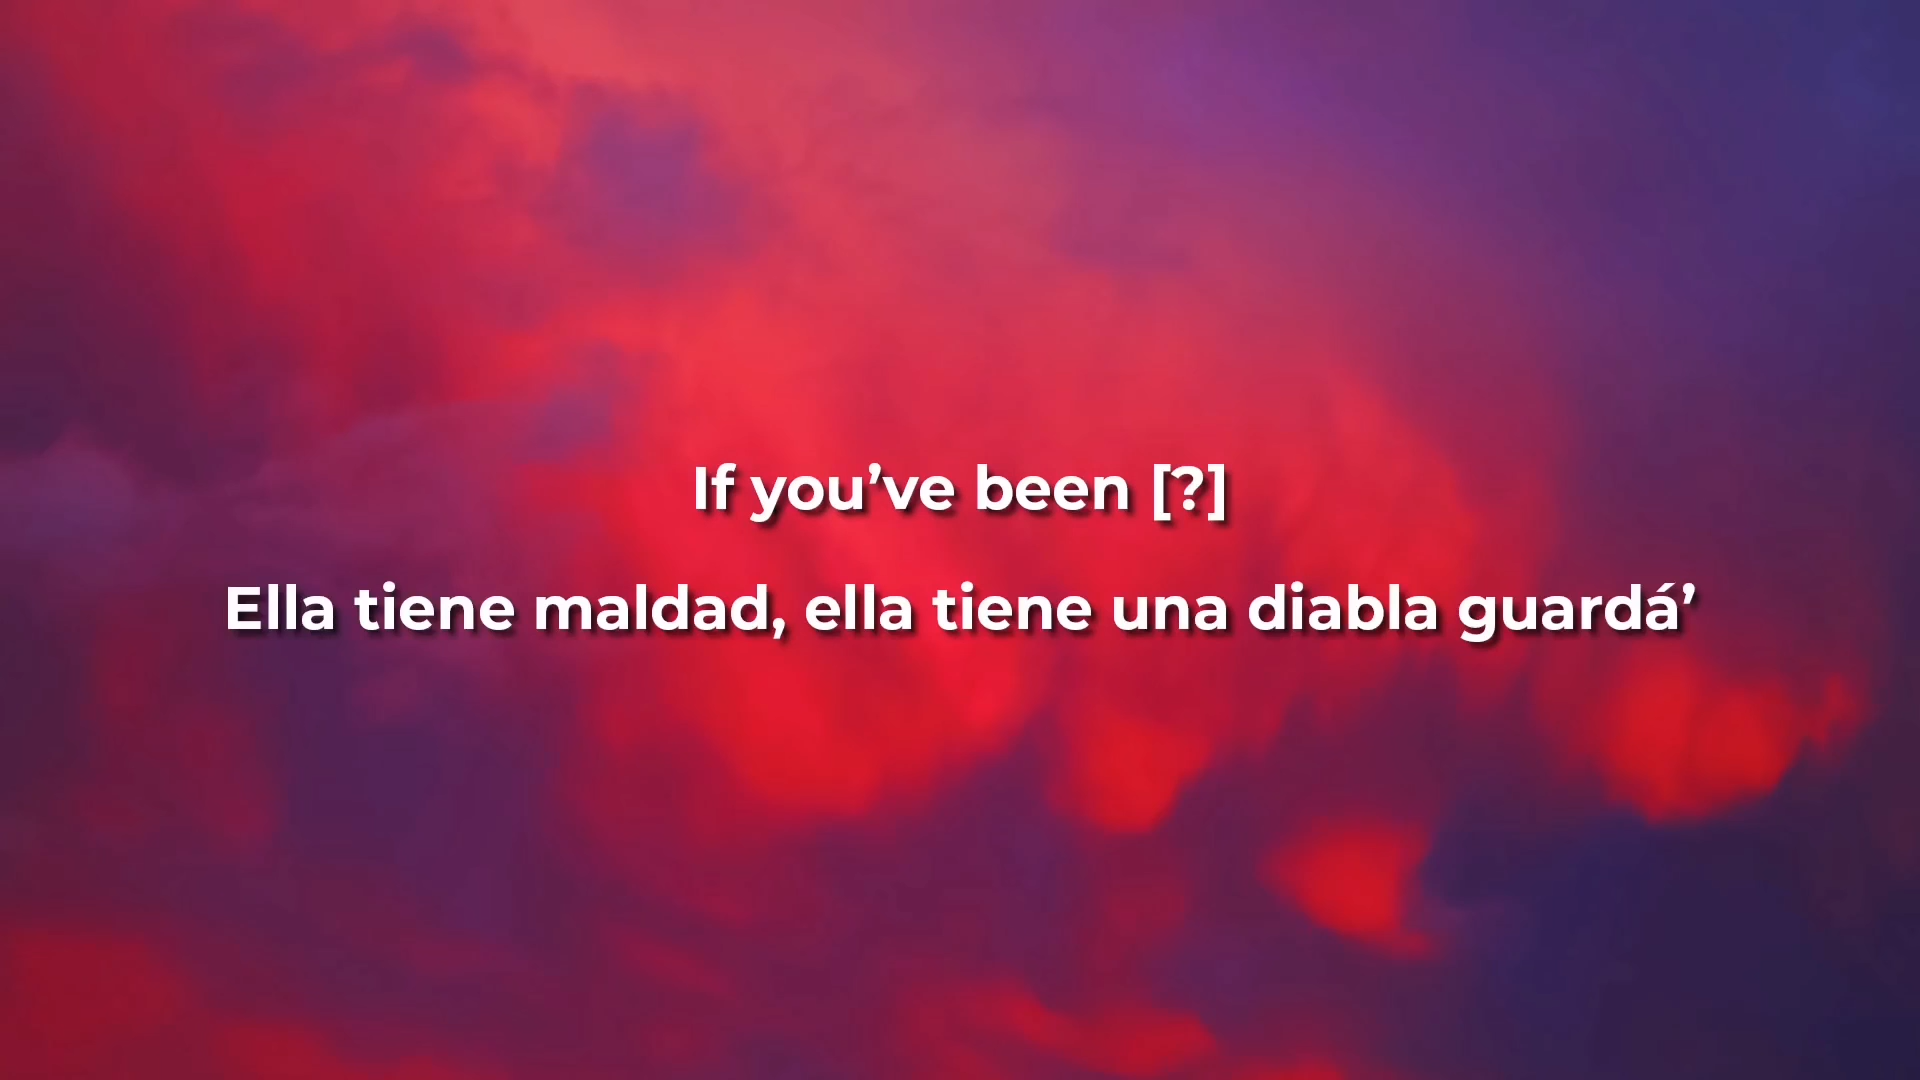 If you’ve been [?]
Ella tiene maldad, ella tiene una diabla guardá’